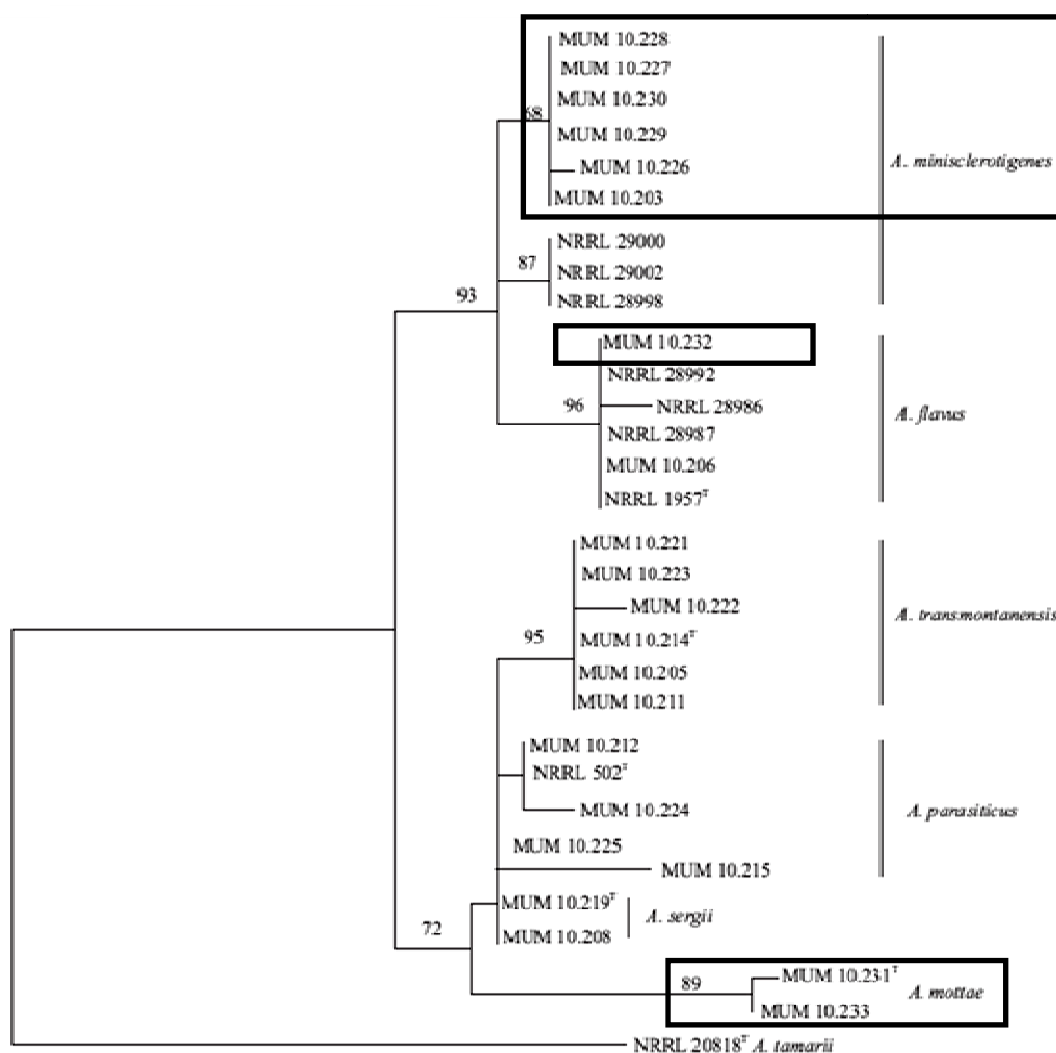 MUM 10.228
MUM 10.227
MUM 10.230
68
MUM 10.229
A. minisclerotigenes
MUM 10.226
MUM 10.203
NRRL 29000
87
NRRL 29002
93
NRRL 28998
MUM 10.232
NRRL 28992
96
NRRL 28986
A. flavus
NRRL 28987
MUM 10.206
NRRL 1957T
MUM 10.221
MUM 10.223
MUM 10.222
A. transmontanensis
95
MUM 10.214T
MUM 10.205
MUM 10.211
MUM 10.212
NRRL 502T
MUM 10.224
A. parasiticus
MUM 10.225
MUM 10.215
MUM 10.219T
A. sergii
72
MUM 10.208
89
MUM 10.231T
A. mottae
MUM 10.233
NRRL 20818T A. tamarii